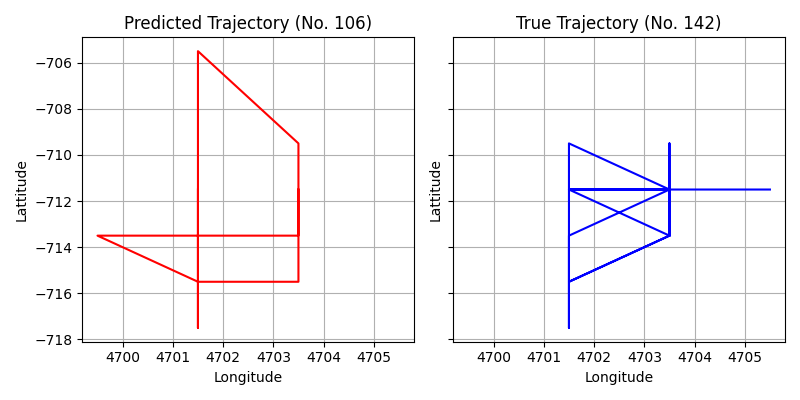 Predicted Trajectory (No. 106)
True Trajectory (No. 142)
−706
−708
−710
−712
−714
−716
−718
Lattitude
Lattitude
4700 4701 4702 4703 4704 4705
4700 4701 4702 4703 4704 4705
Longitude
Longitude